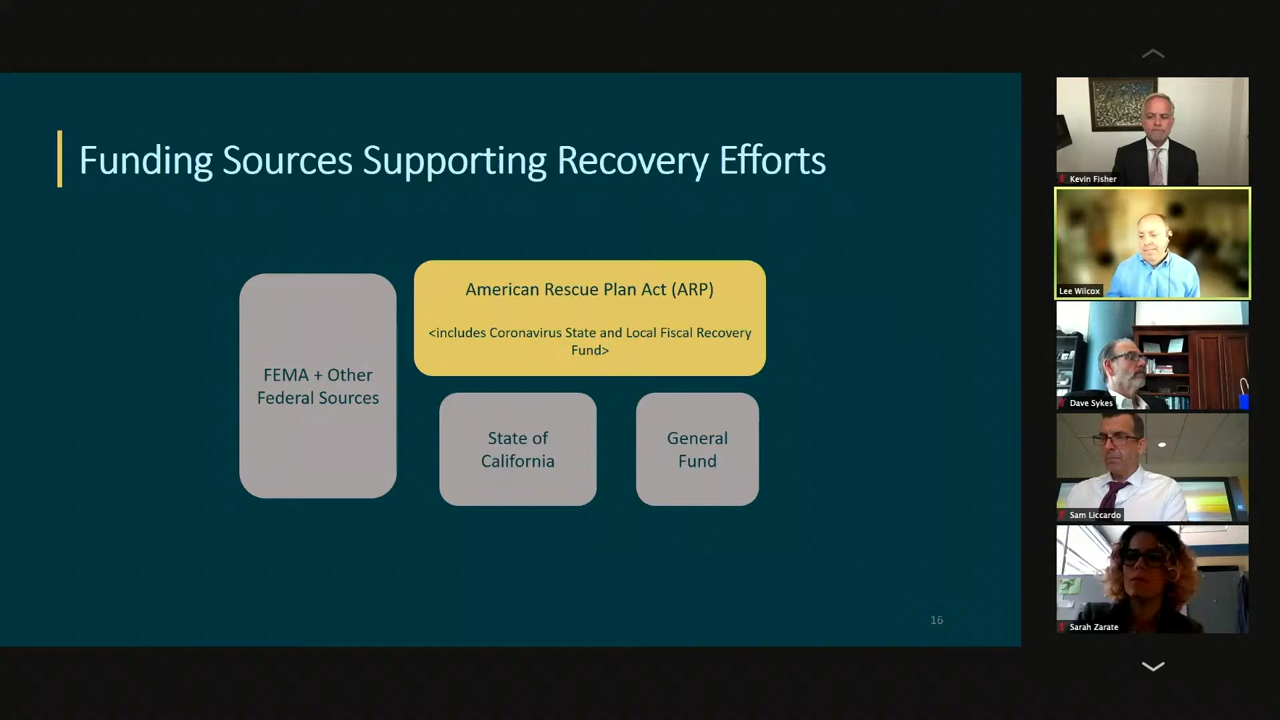 Funding Sources Supporting Recovery Efforts
American Rescue Plan Act (ARP)
<includes Coronavirus State and Local Fiscal Recovery
Fund>
FEMA + Other
Federal Sources
State of
California
General
Fund
16
Kevin Fisher
Lee Wilcox
Dave Sykes
Sam Liccardo
Sarah Zarate